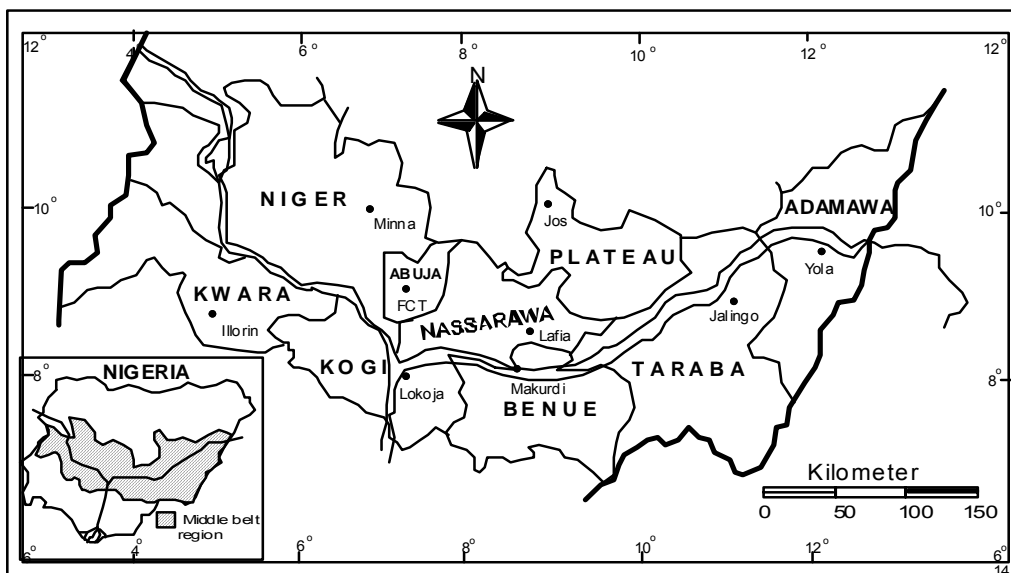 12°
4°
6°
8°
10°
12°
12°
N
NIGER
Minna
10°
10°
Jos
ADAMAWA
PLATEAU
Yola
ABUJA
FCT
KWARA
Illorin
NASSARAWA
Lafia
Jalingo
KOGI
Lokoja
Makurdi
BENUE
TARABA
8°
8°
NIGERIA
Middle belt
region
Kilometer
0 50 100 150
6°
4°
6°
8°
10°
12°
6°
14